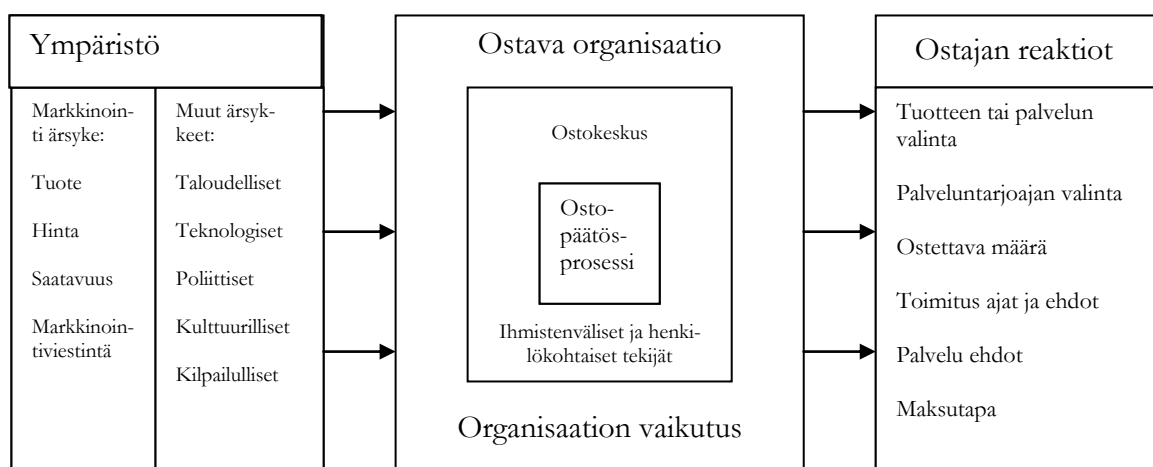 Ympäristö
Markkinoin-
ti ärsyke:
Tuote
Hinta
Saatavuus
Markkinoin-
tiviestintä
Muut ärsyk-
keet:
Taloudelliset
Teknologiset
Poliittiset
Kulttuurilliset
Kilpailulliset
Ostava organisaatio
Ostokeskus
Osto-
päätös-
prosessi
Ihmistenväliset ja henki-
lökohtaiset tekijät
Organisaation vaikutus
Ostajan reaktiot
Tuotteen tai palvelun
valinta
Palveluntarjoajan valinta
Ostettava määrä
Toimitus ajat ja ehdot
Palvelu ehdot
Maksutapa